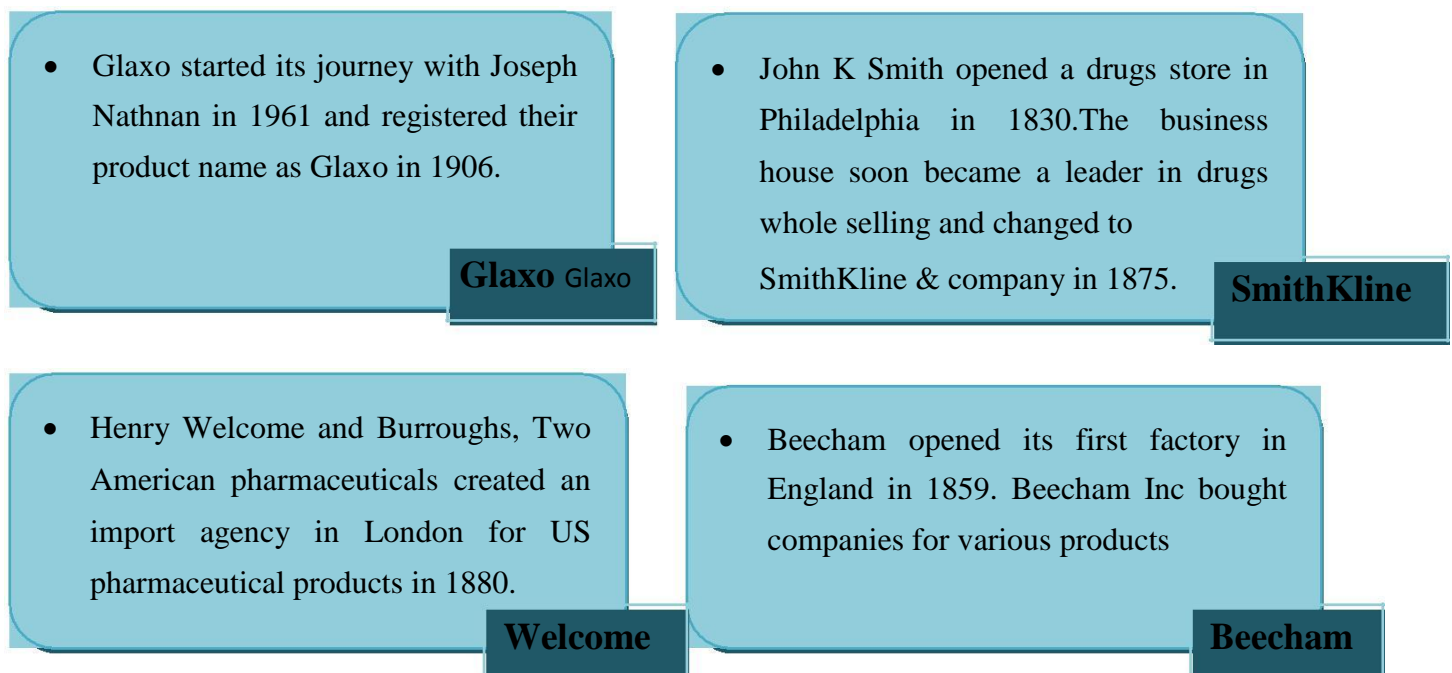 • Glaxo started its journey with Joseph
Nathnan in 1961 and registered their
product name as Glaxo in 1906.
Glaxo Glaxo
• John K Smith opened a drugs store in
Philadelphia in 1830.The business
house soon became a leader in drugs
whole selling and changed to
SmithKline & company in 1875.
SmithKline
• Henry Welcome and Burroughs, Two
American pharmaceuticals created an
import agency in London for US
pharmaceutical products in 1880.
Welcome
• Beecham opened its first factory in
England in 1859. Beecham Inc bought
companies for various products
Beecham